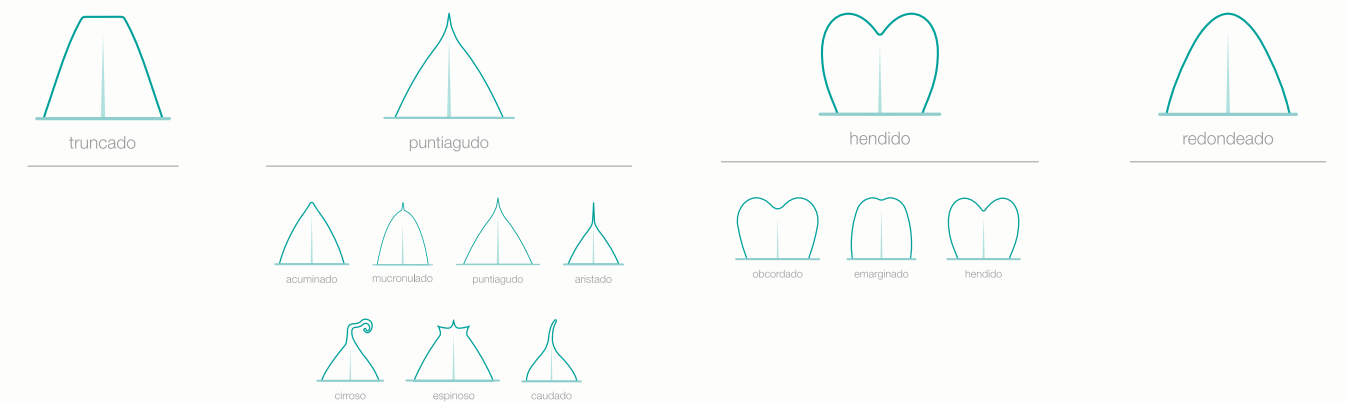 truncado
puntiagudo
hendido
redondeado
acuminado
mucronulado
puntiagudo
aristado
obcordado
emarginado
hendido
cirroso
espinoso
caudado